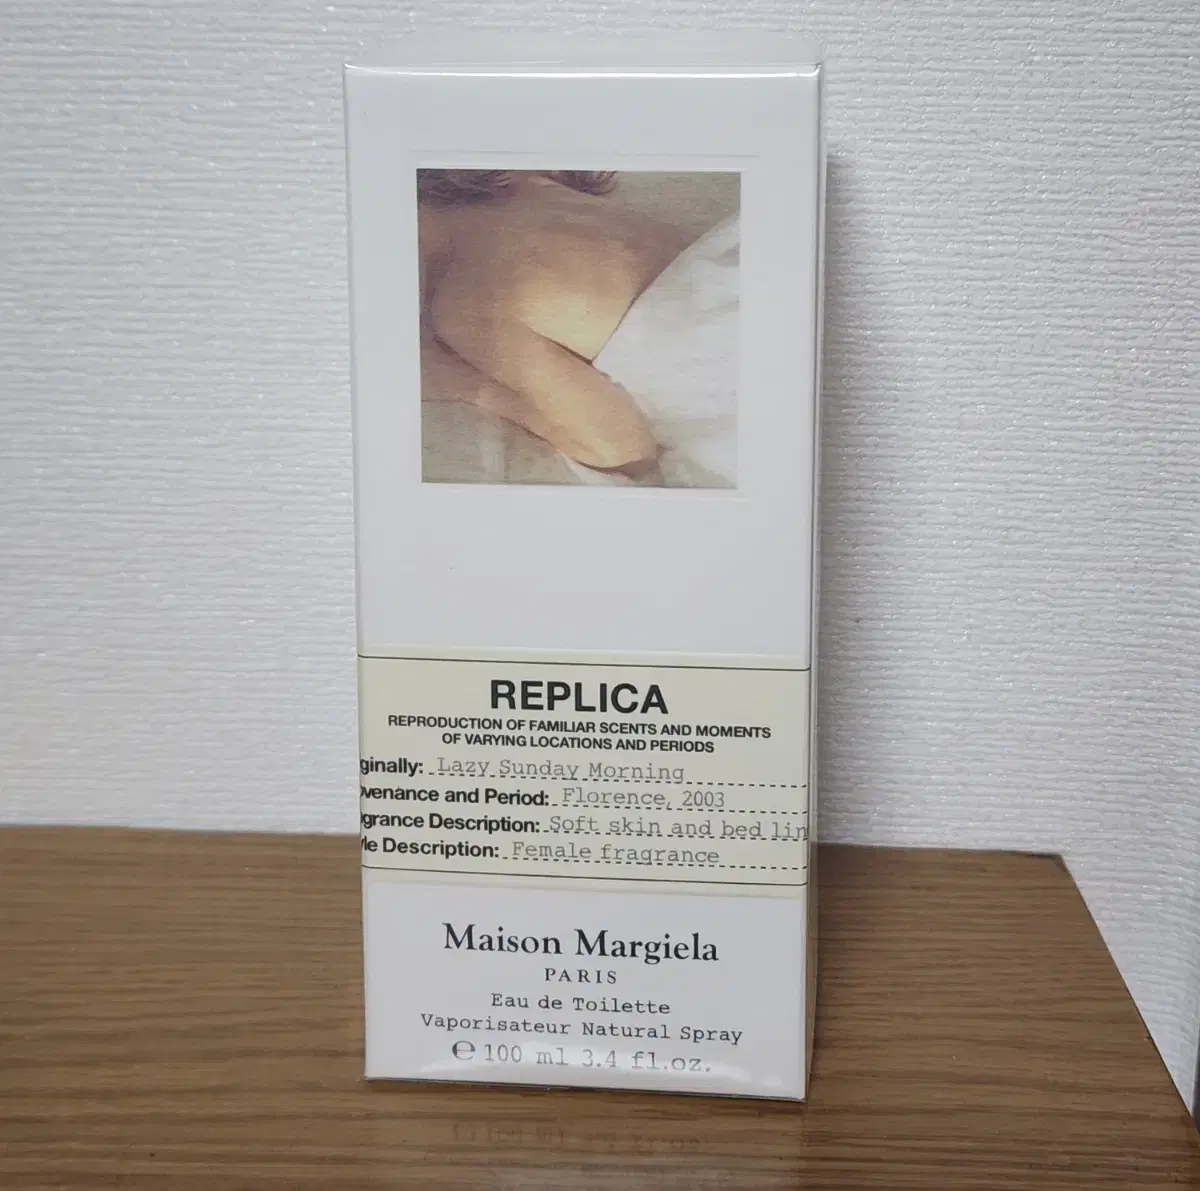 REPLICA
REPRODUCTION OF FAMILIAR SCENTS AND MOMENTS
OF VARYING LOCATIONS AND PERIODS
ginally: Lazy Sunday Morning
venance and Period: Florence, 2003
grance Description: Soft skin and bed lin
le Description: Female fragrance
Maison Margiela
PARIS
Eau de Toilette
Vaporisateur Natural Spray
℮ 100 ml 3.4 fl.oz.